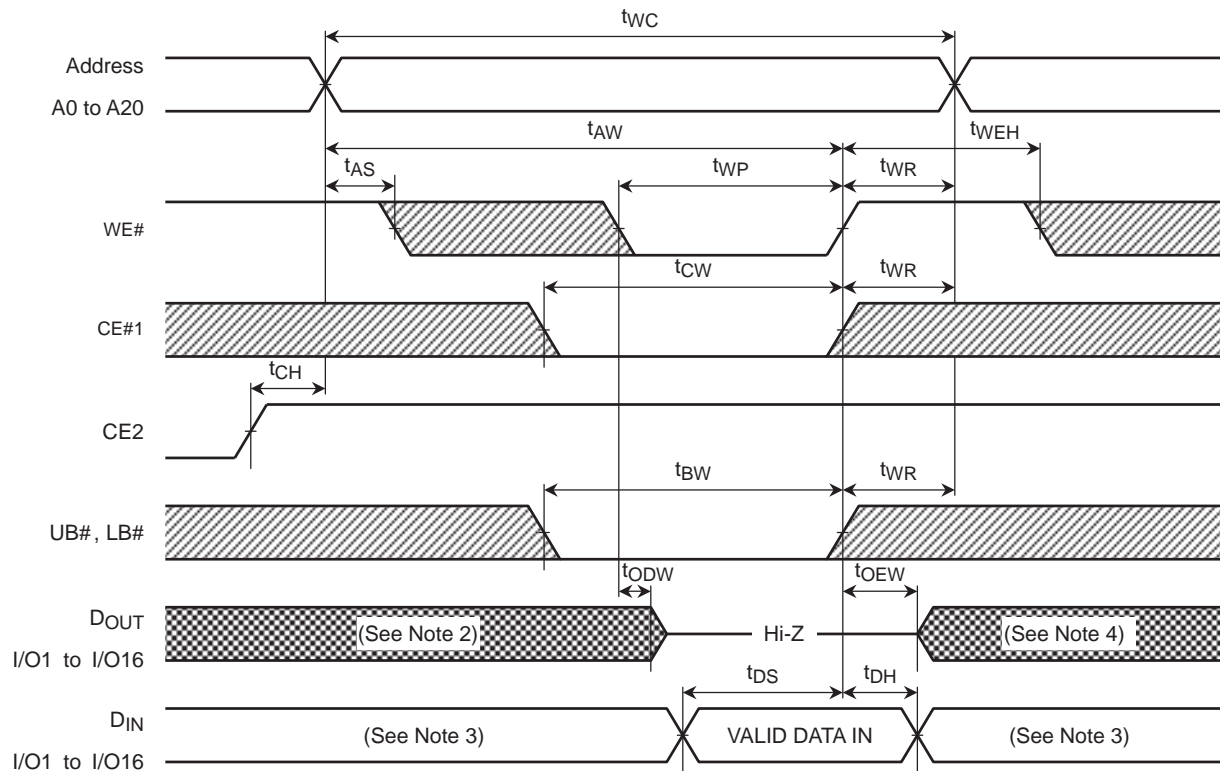 tWC
Address
A0 to A20
tAW
tWEH
tAS
tWP
tWR
WE#
tCW
tWR
CE#1
tCH
CE2
tBW
tWR
UB# , LB#
tODW
tOEW
DOUT
(See Note 2)
Hi-Z
(See Note 4)
I/O1 to I/O16
tDS
tDH
DIN
(See Note 3)
VALID DATA IN
(See Note 3)
I/O1 to I/O16